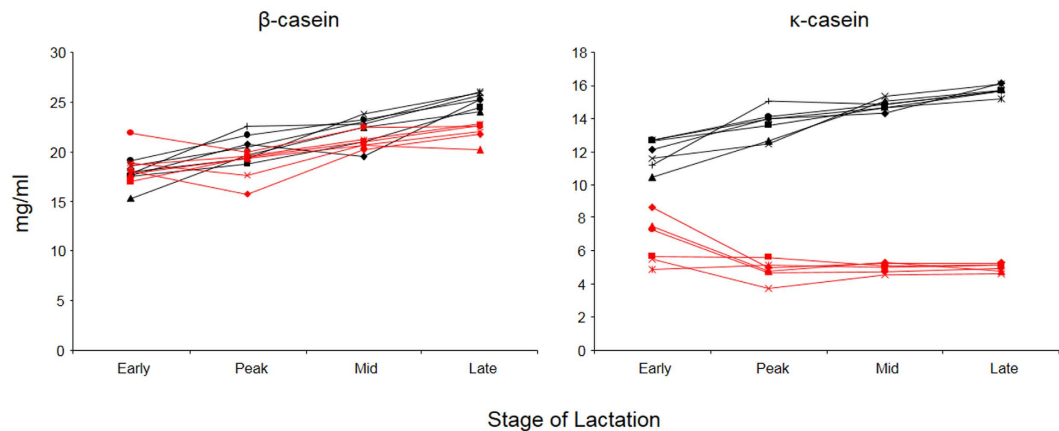 β-casein
κ-casein
mg/ml
30
25
20
15
10
5
0
Early Peak Mid Late
18
16
14
12
10
8
6
4
2
0
Early Peak Mid Late
Stage of Lactation